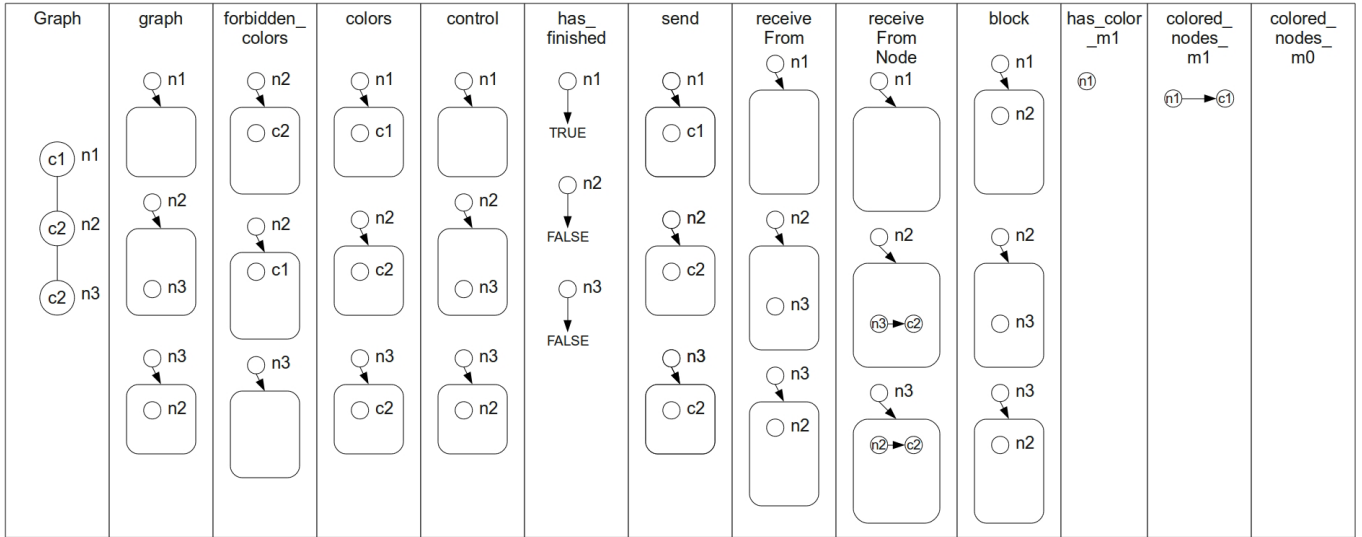 Graph
c1 n1
c2 n2
c2 n3
graph
n1
n2
n3
n3
n2
forbidden_
colors
n2
c2
n2
c1
n3
colors
n1
c1
n2
c2
n3
c2
control
n1
n2
n3
n3
n2
has_
finished
n1
TRUE
n2
FALSE
n3
FALSE
send
n1
c1
n2
c2
n3
c2
receive
From
n1
n2
n3
n3
n2
receive
From
Node
n1
n2
n3 c2
n3
n2 c2
block
n1
n2
n2
n3
n3
n2
has_color
_m1
n1
colored_
nodes_
m1
n1 c1
colored_
nodes_
m0